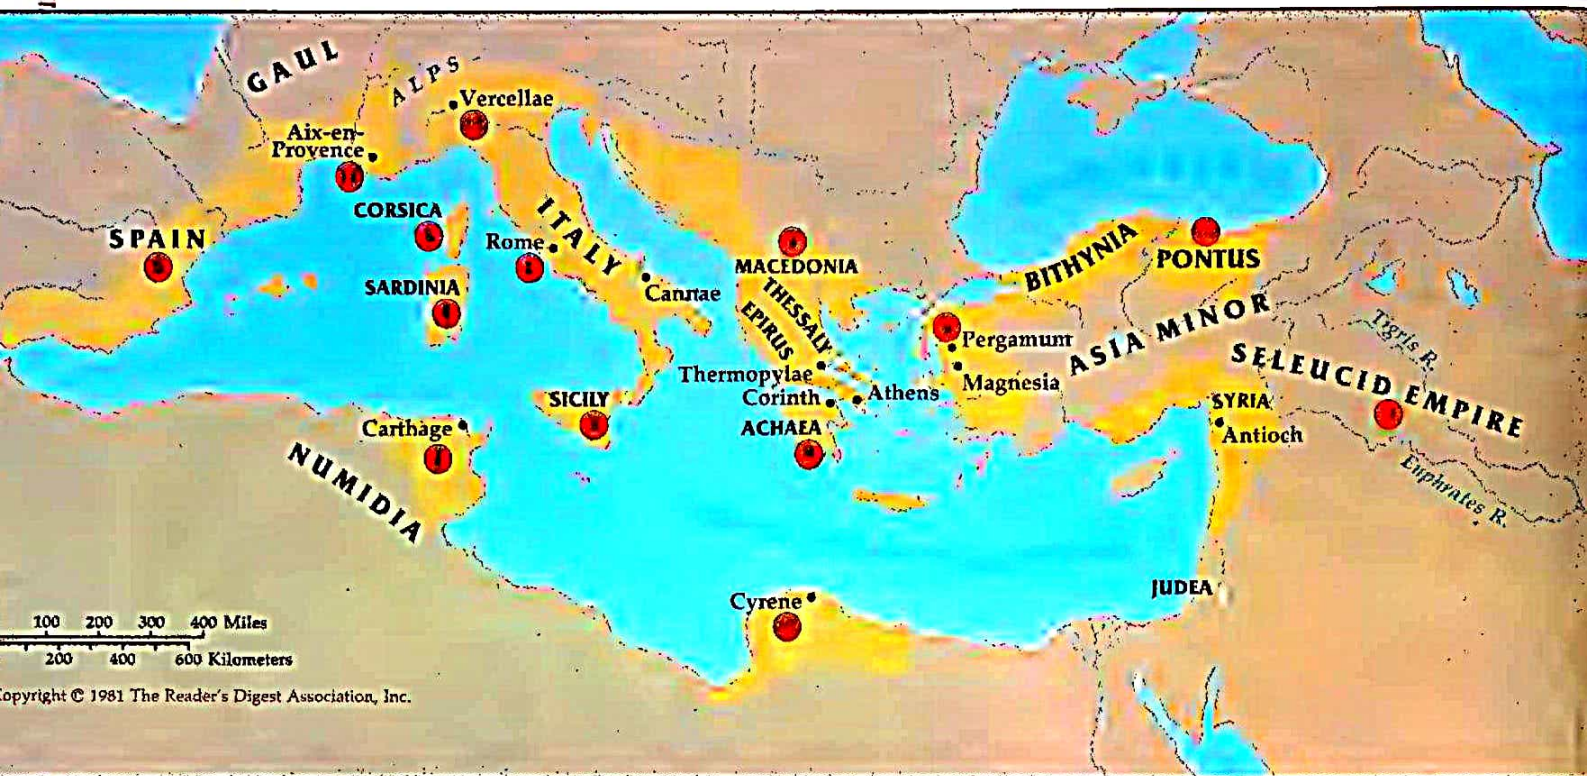 GAUL
ALPS
Vercellae
Aix-en-
Provence
CORSICA
SPAIN
Rome
ITALY
SARDINIA
Cannae
MACEDONIA
THESSALY
EPIRUS
BITHYNIA
PONTUS
ASIA MINOR
Tigris R.
Pergamum
Magnesia
Thermopylae
Corinth
Athens
SELEUCID EMPIRE
SICILY
ACHAEA
SYRIA
Antioch
Carthage
NUMIDIA
Euphrates R.
JUDEA
Cyrene
100 200 300 400 Miles
200 400 600 Kilometers
Copyright © 1981 The Reader's Digest Association, Inc.